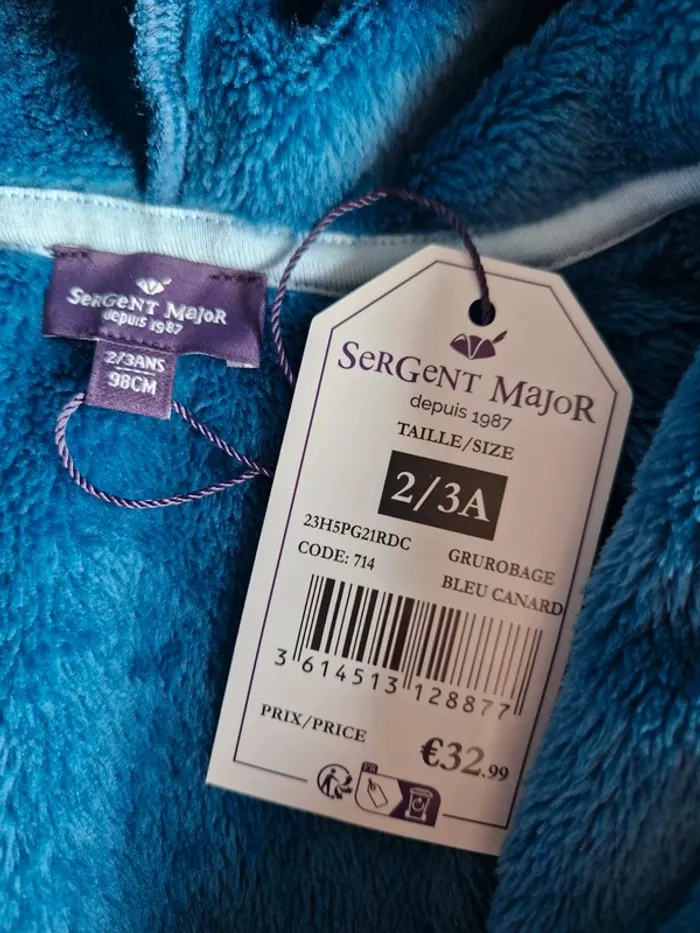 SerGent Major
depuis 1987
2/3ANS
98CM
SerGeNT MaJoR
depuis 1987
TAILLE/SIZE
2/3A
23H5PG21RDC
CODE: 714
GRUROBAGE
BLEU CANARD
3 614513 128877
PRIX/PRICE
€32.99
FR